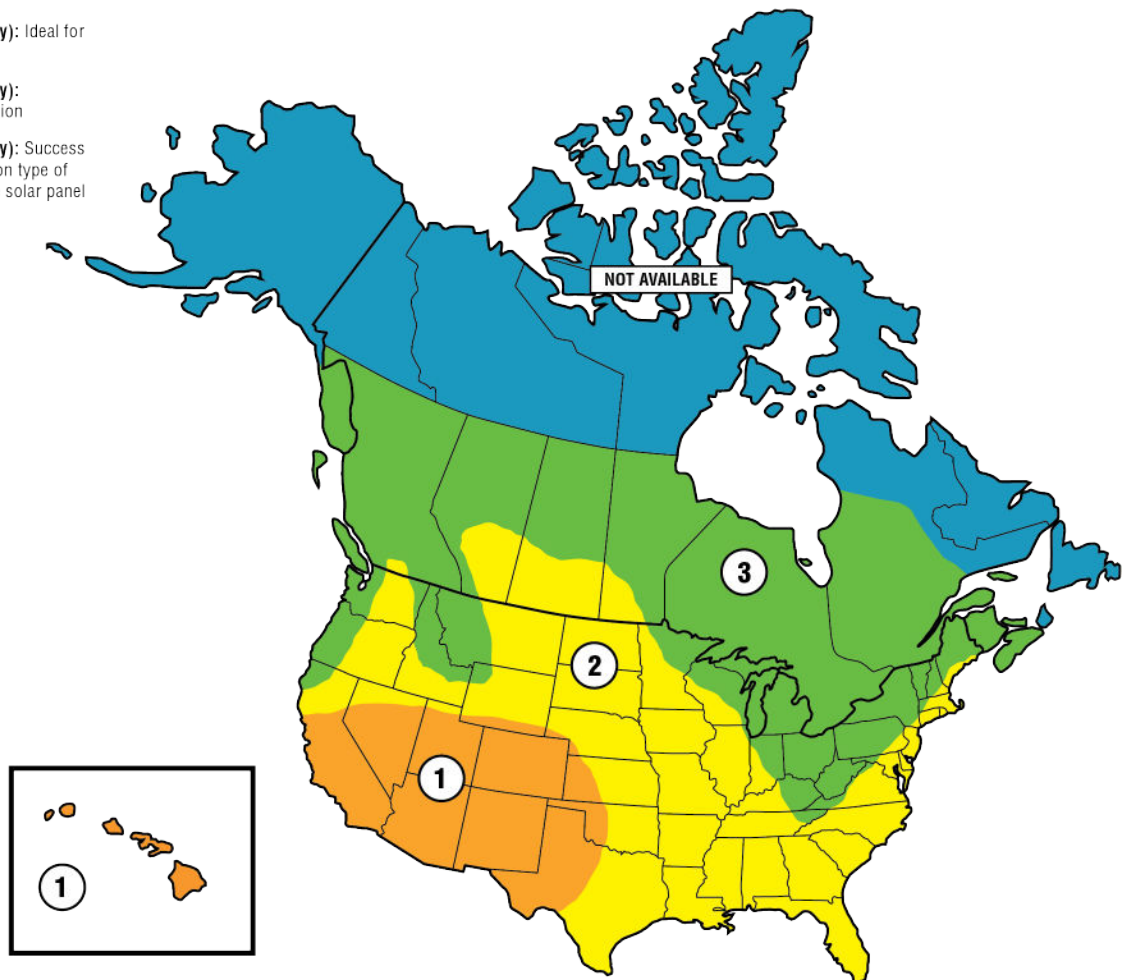 y): Ideal for
y):
ion
y): Success
on type of
solar panel
NOT AVAILABLE
3
2
1
1